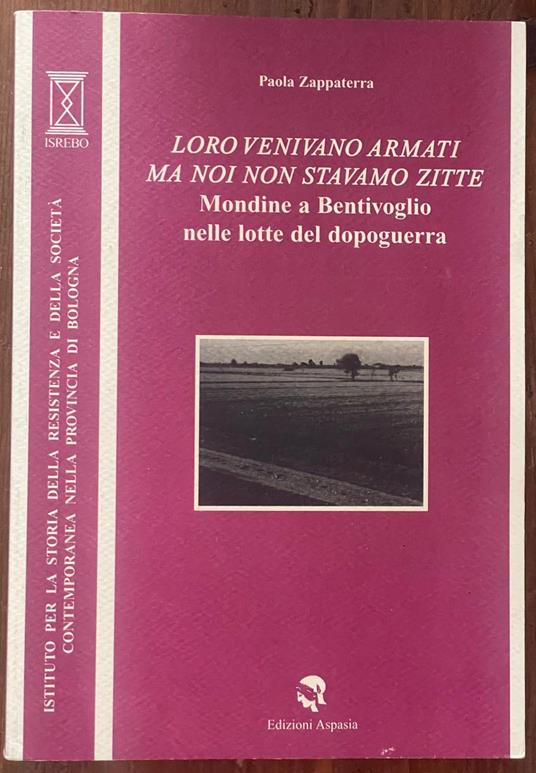 ISREBO
ISTITUTO PER LA STORIA DELLA RESISTENZA E DELLA SOCIETÀ
CONTEMPORANEA NELLA PROVINCIA DI BOLOGNA
Paola Zappaterra
LORO VENIVANO ARMATI
MA NOI NON STAVAMO ZITTE
Mondine a Bentivoglio
nelle lotte del dopoguerra
Edizioni Aspasia